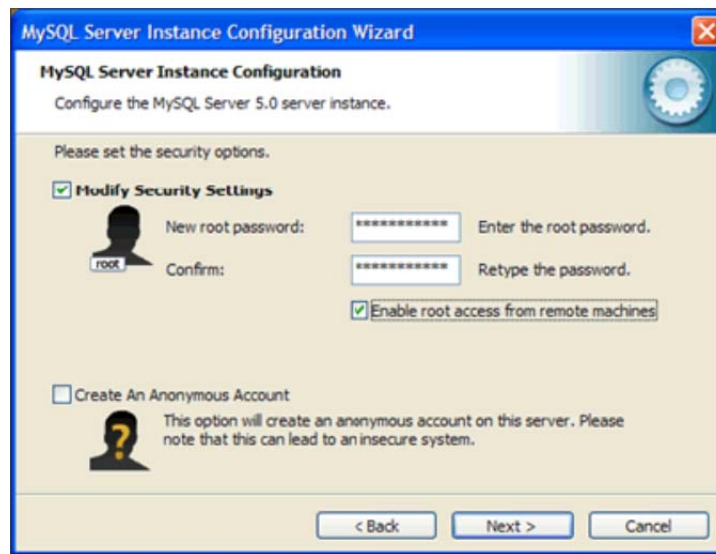 MySQL Server Instance Configuration Wizard
MySQL Server Instance Configuration
Configure the MySQL Server 5.0 server instance.
Please set the security options.
Modify Security Settings
root
New root password: *********** Enter the root password.
Confirm: *********** Retype the password.
Enable root access from remote machines
Create An Anonymous Account
?
This option will create an anonymous account on this server. Please
note that this can lead to an insecure system.
< Back Next > Cancel